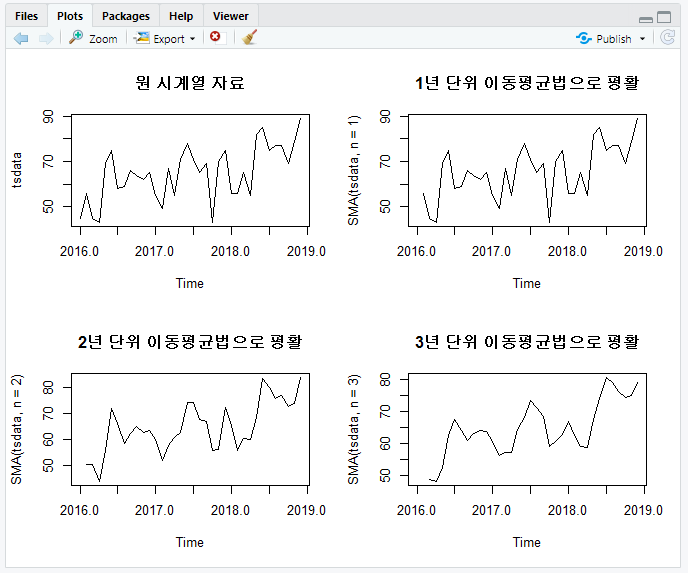 Files Plots Packages Help Viewer
Zoom Export Publish
원 시계열 자료
tsdata
90
70
50
2016.0 2017.0 2018.0 2019.0
Time
1년 단위 이동평균법으로 평활
SMA(tsdata, n = 1)
90
70
50
2016.0 2017.0 2018.0 2019.0
Time
2년 단위 이동평균법으로 평활
SMA(tsdata, n = 2)
80
70
60
50
2016.0 2017.0 2018.0 2019.0
Time
3년 단위 이동평균법으로 평활
SMA(tsdata, n = 3)
80
70
60
50
2016.0 2017.0 2018.0 2019.0
Time